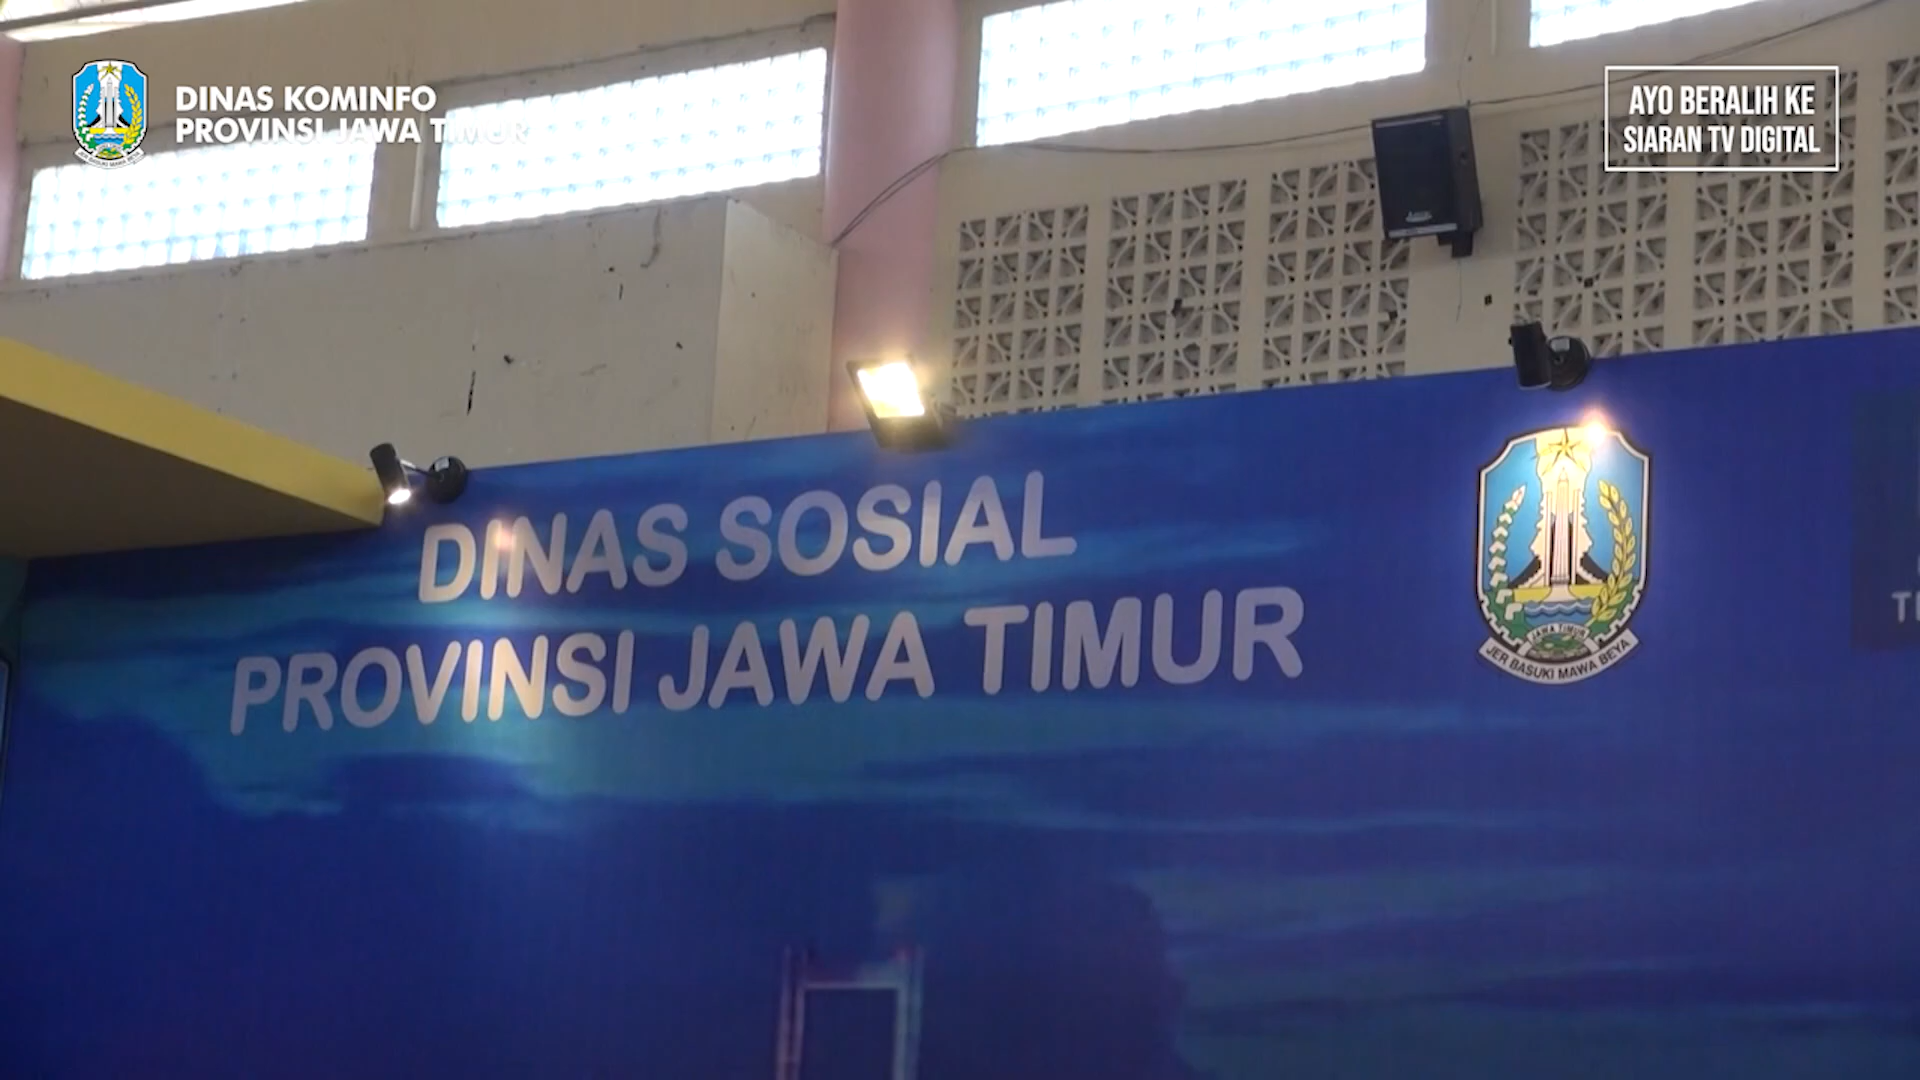 DINAS KOMINFO
PROVINSI JAWA TIMUR
AYO BERALIH KE
SIARAN TV DIGITAL
DINAS SOSIAL
PROVINSI JAWA TIMUR
JAWA TIMUR
JER BASUKI MAWA BEYA